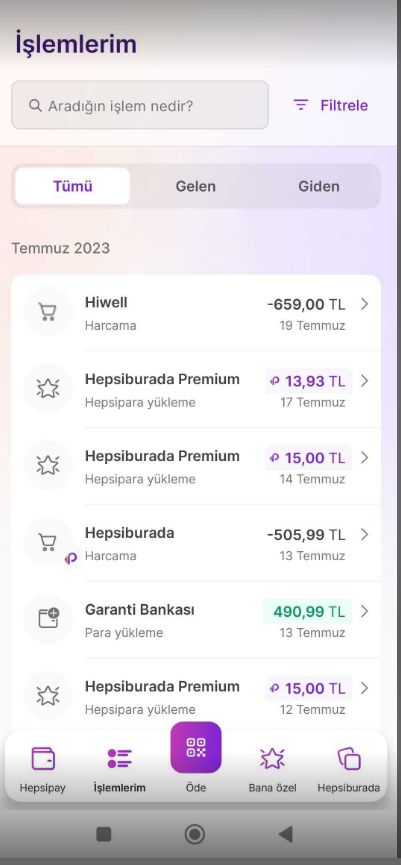 İşlemlerim
Aradığın işlem nedir?
Filtrele
Tümü
Gelen
Giden
Temmuz 2023
Hiwell
-659,00 TL
Harcama
19 Temmuz
Hepsiburada Premium
13,93 TL
Hepsipara yükleme
17 Temmuz
Hepsiburada Premium
15,00 TL
Hepsipara yükleme
14 Temmuz
Hepsiburada
-505,99 TL
Harcama
13 Temmuz
Garanti Bankası
490,99 TL
Para yükleme
13 Temmuz
Hepsiburada Premium
15,00 TL
Hepsipara yükleme
12 Temmuz
Hepsipay
İşlemlerim
Öde
Bana özel
Hepsiburada